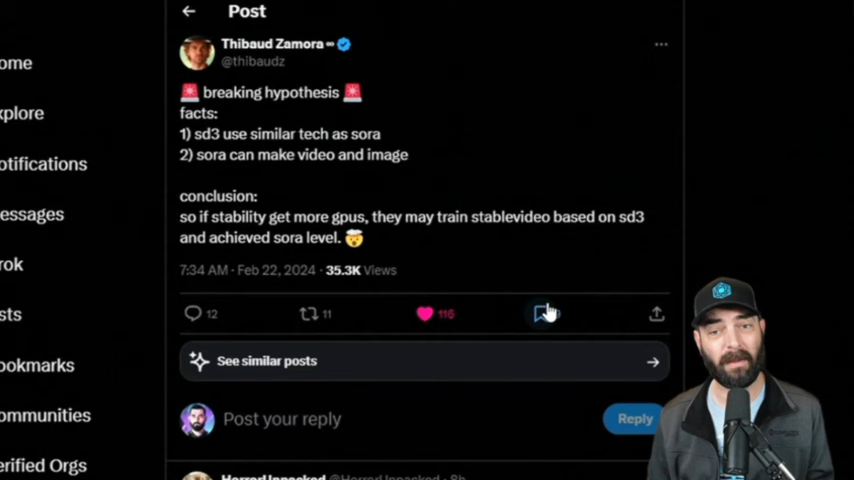 Post
Thibaud Zamora ∞
@thibaudz
🚨 breaking hypothesis 🚨
facts:
1) sd3 use similar tech as sora
2) sora can make video and image
conclusion:
so if stability get more gpus, they may train stablevideo based on sd3
and achieved sora level. 🤯
7:34 AM · Feb 22, 2024 · 35.3K Views
12
11
116
See similar posts
Post your reply
Reply
HorrorUnpacked @HorrorUnpacked · 8h
ome
xplore
otifications
essages
rok
sts
ookmarks
ommunities
erified Orgs